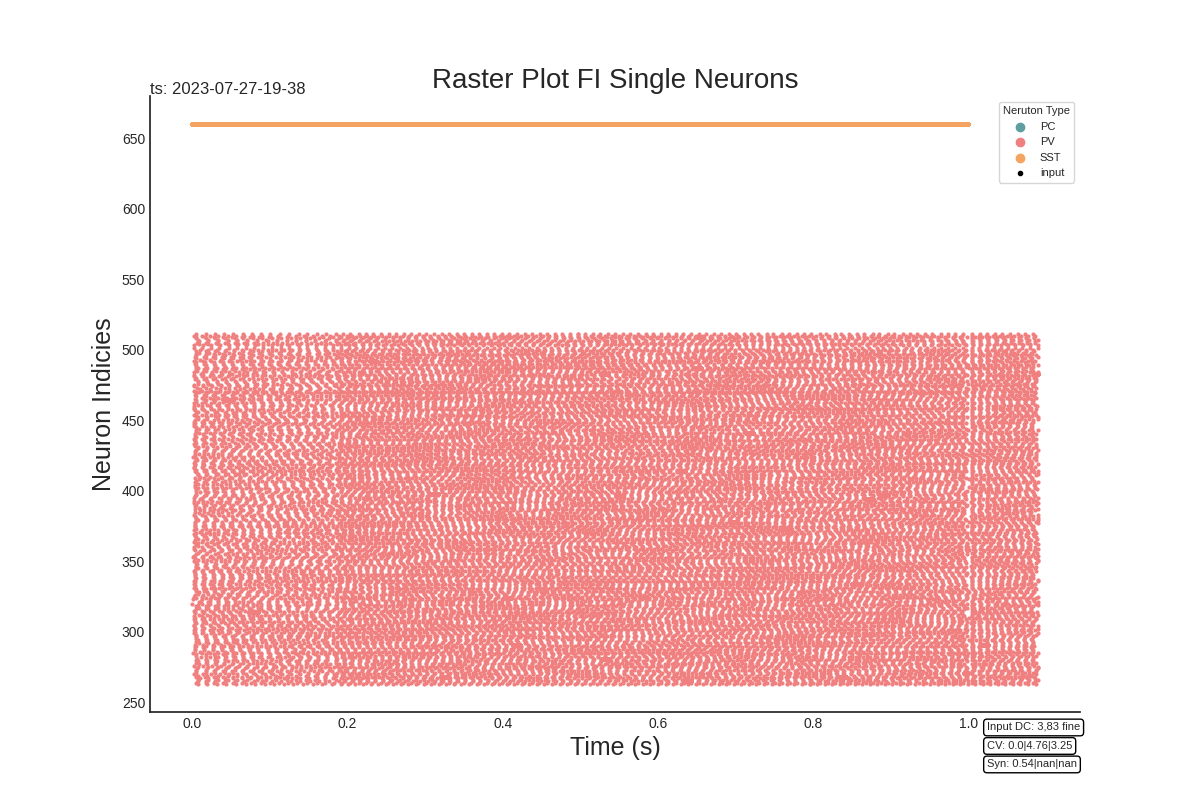 Raster Plot FI Single Neurons
ts: 2023-07-27-19-38
Neruton Type
PC
PV
SST
input
650
600
550
500
450
400
350
300
250
Neuron Indicies
0.0 0.2 0.4 0.6 0.8 1.0
Time (s)
Input DC: 3,83 fine
CV: 0.0|4.76|3.25
Syn: 0.54|nan|nan